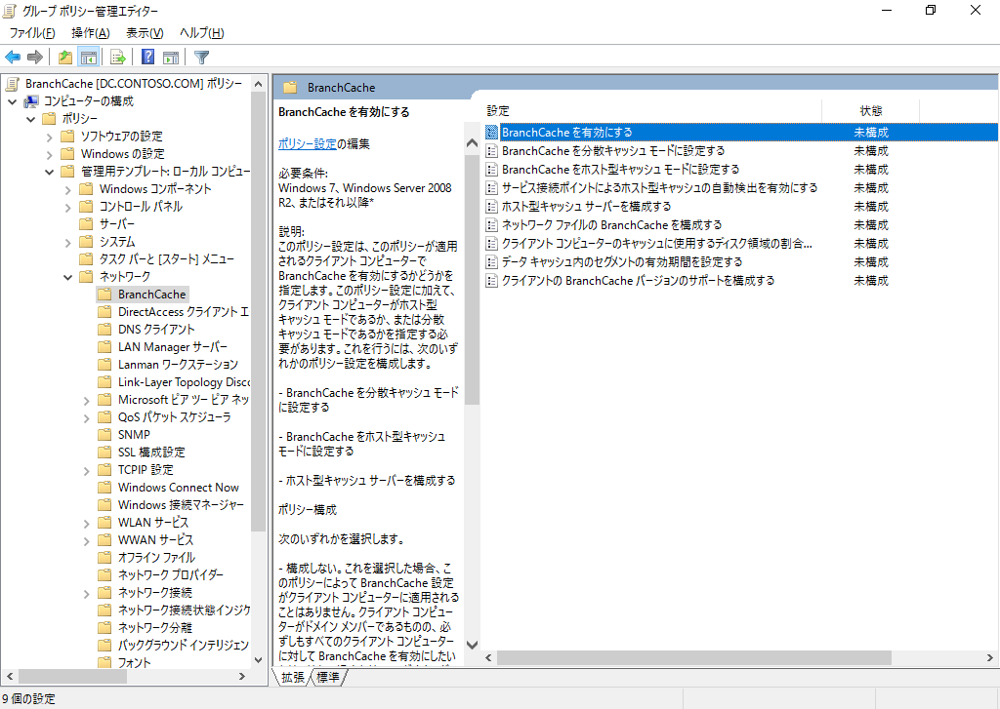 グループ ポリシー管理エディター
ファイル(F) 操作(A) 表示(V) ヘルプ(H)
BranchCache [DC.CONTOSO.COM] ポリシー
コンピューターの構成
ポリシー
ソフトウェアの設定
Windows の設定
管理用テンプレート: ローカル コンピュー
Windows コンポーネント
コントロール パネル
サーバー
システム
タスク バーと [スタート] メニュー
ネットワーク
BranchCache
DirectAccess クライアント エ
DNS クライアント
LAN Manager サーバー
Lanman ワークステーション
Link-Layer Topology Disco
Microsoft ピア ツー ピア ネッ
QoS パケット スケジューラ
SNMP
SSL 構成設定
TCPIP 設定
Windows Connect Now
Windows 接続マネージャー
WLAN サービス
WWAN サービス
オフライン ファイル
ネットワーク プロバイダー
ネットワーク接続
ネットワーク接続状態インジケ
ネットワーク分離
バックグラウンド インテリジェン
フォント
BranchCache
BranchCache を有効にする
ポリシー設定の編集
必要条件:
Windows 7、Windows Server 2008
R2、またはそれ以降*
説明:
このポリシー設定は、このポリシーが適用
されるクライアント コンピューターで
BranchCache を有効にするかどうかを
指定します。このポリシー設定に加えて、
クライアント コンピューターがホスト型
キャッシュ モードであるか、または分散
キャッシュ モードであるかを指定する必
要があります。これを行うには、次のいず
れかのポリシー設定を構成します。
- BranchCache を分散キャッシュ モード
に設定する
- BranchCache をホスト型キャッシュ
モードに設定する
- ホスト型キャッシュ サーバーを構成する
ポリシー構成
次のいずれかを選択します。
- 構成しない。これを選択した場合、こ
のポリシーによって BranchCache 設定
がクライアント コンピューターに適用される
ことはありません。クライアント コンピュー
ターがドメイン メンバーであるものの、必
ずしもすべてのクライアント コンピューター
に対して BranchCache を有効にしたい
設定 状態
BranchCache を有効にする 未構成
BranchCache を分散キャッシュ モードに設定する 未構成
BranchCache をホスト型キャッシュ モードに設定する 未構成
サービス接続ポイントによるホスト型キャッシュの自動検出を有効にする 未構成
ホスト型キャッシュ サーバーを構成する 未構成
ネットワーク ファイルの BranchCache を構成する 未構成
クライアント コンピューターのキャッシュに使用するディスク領域の割合... 未構成
データ キャッシュ内のセグメントの有効期間を設定する 未構成
クライアントの BranchCache バージョンのサポートを構成する 未構成
拡張 標準
9 個の設定